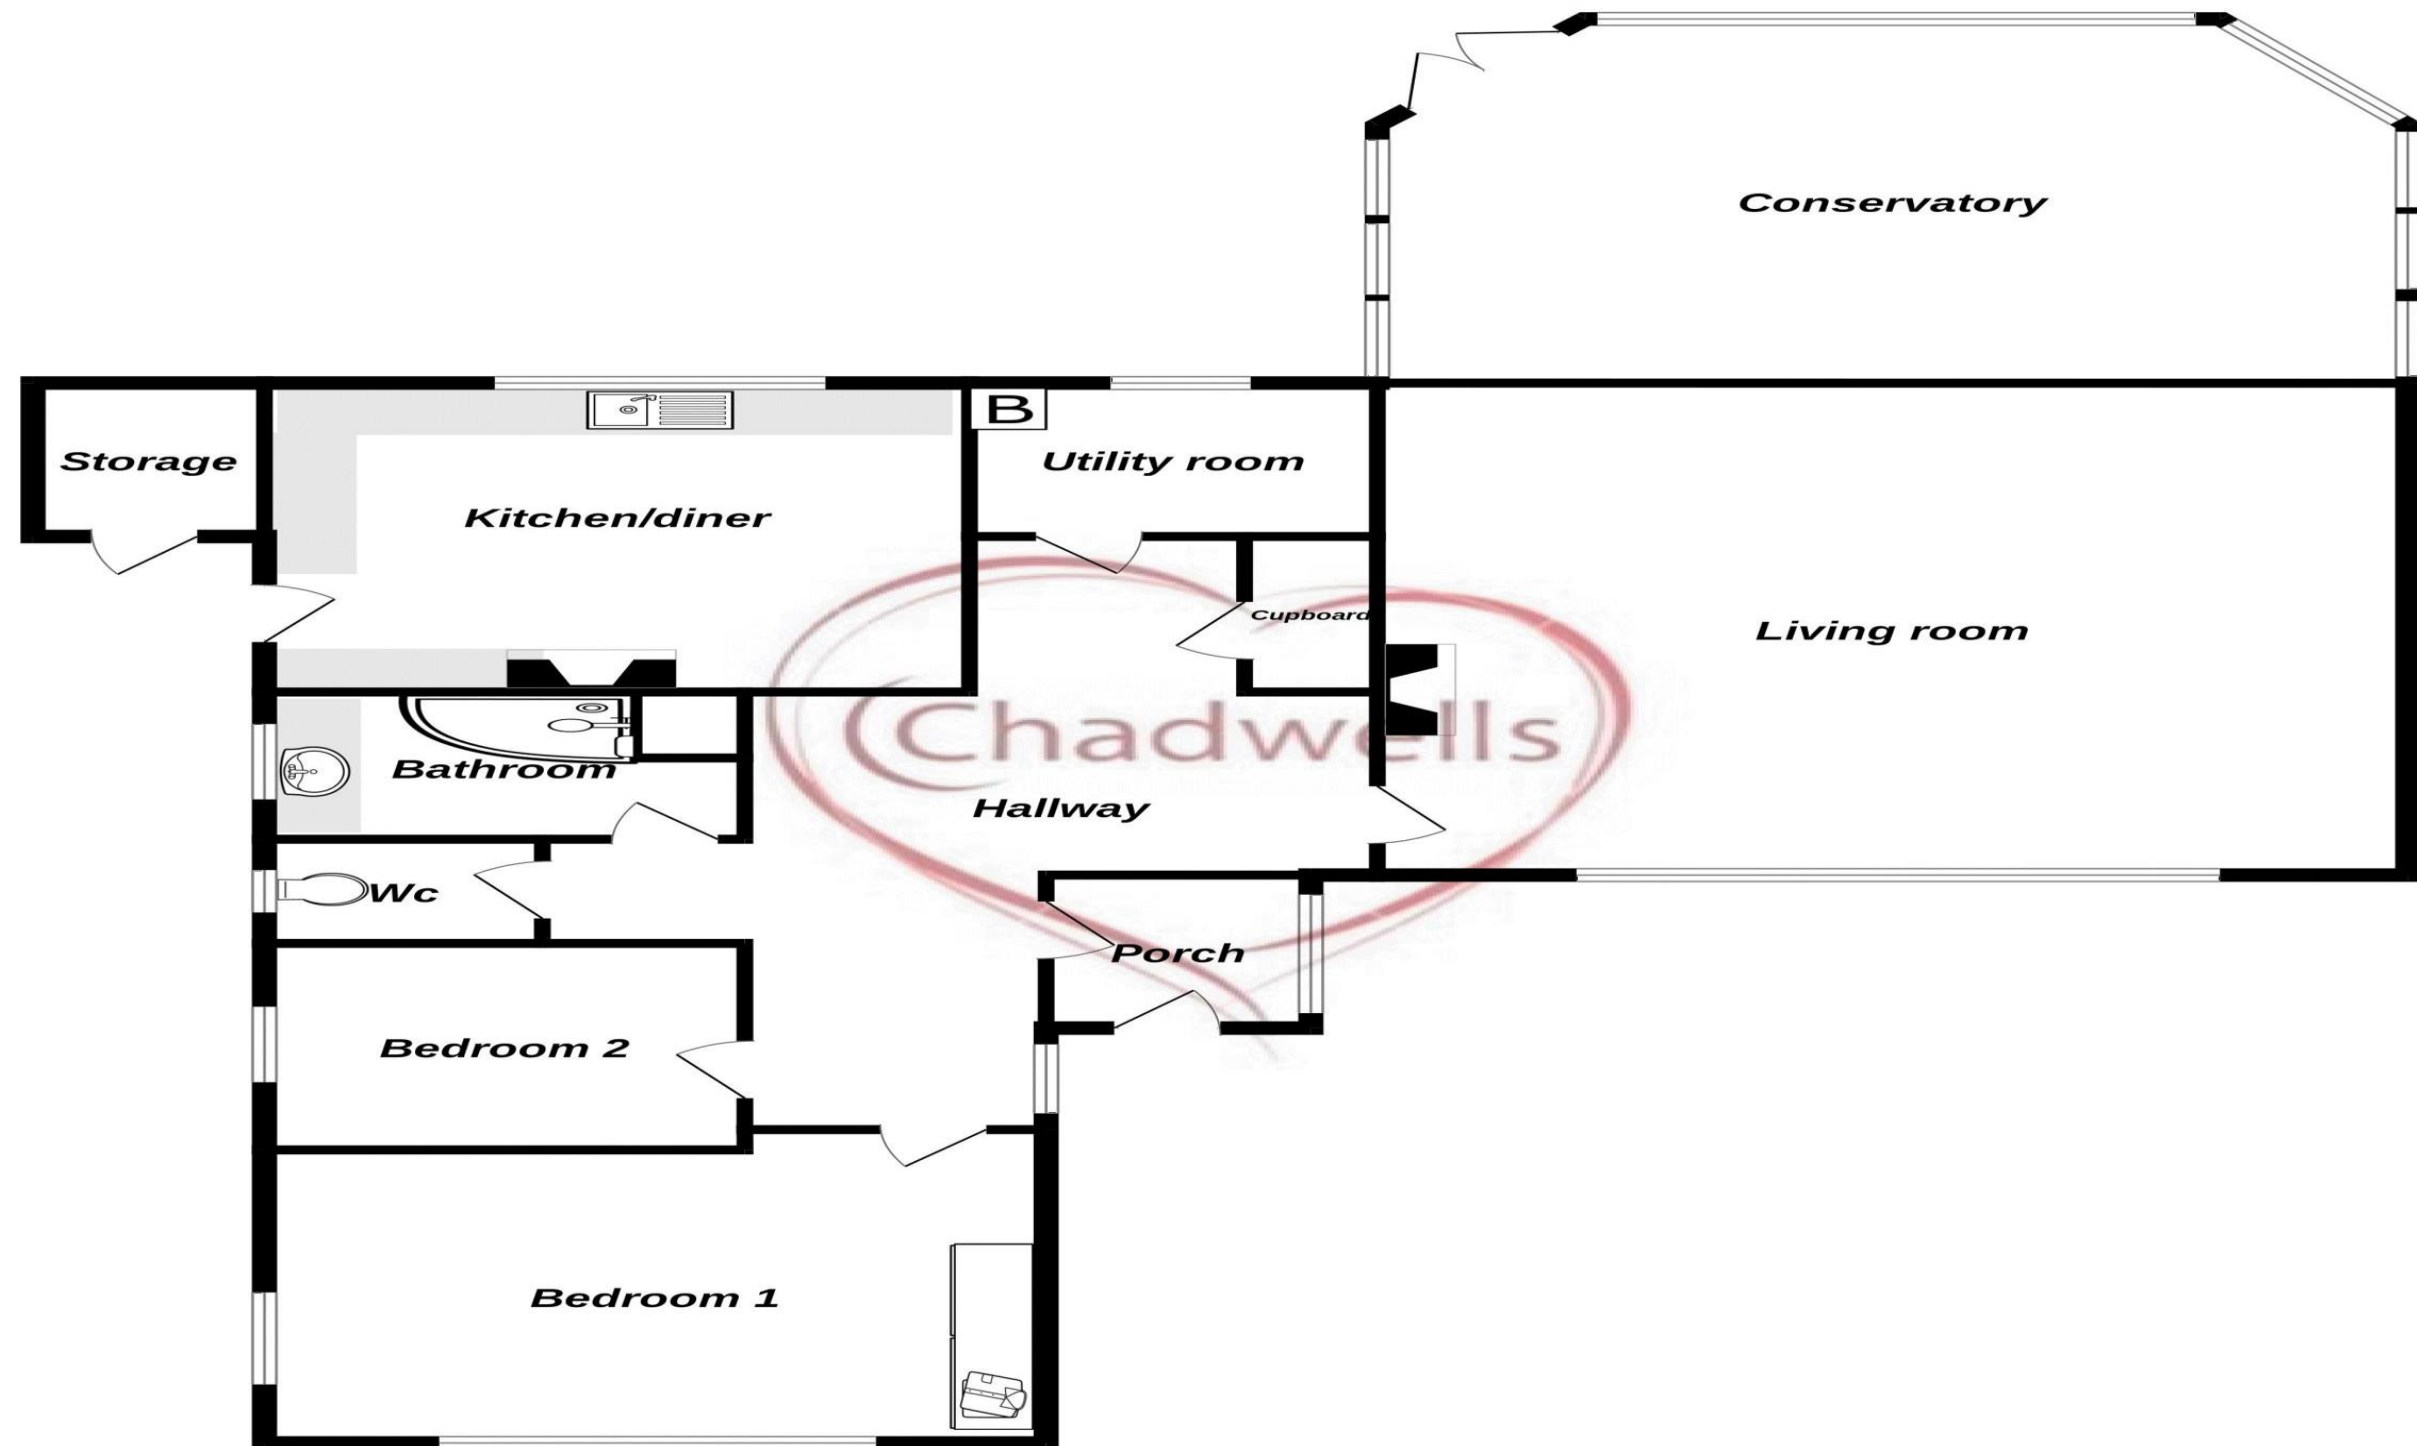 Conservatory
B
Storage
Utility room
Kitchen/diner
Cupboard
Living room
Chadwells
Bathroom
Hallway
Wc
Porch
Bedroom 2
Bedroom 1